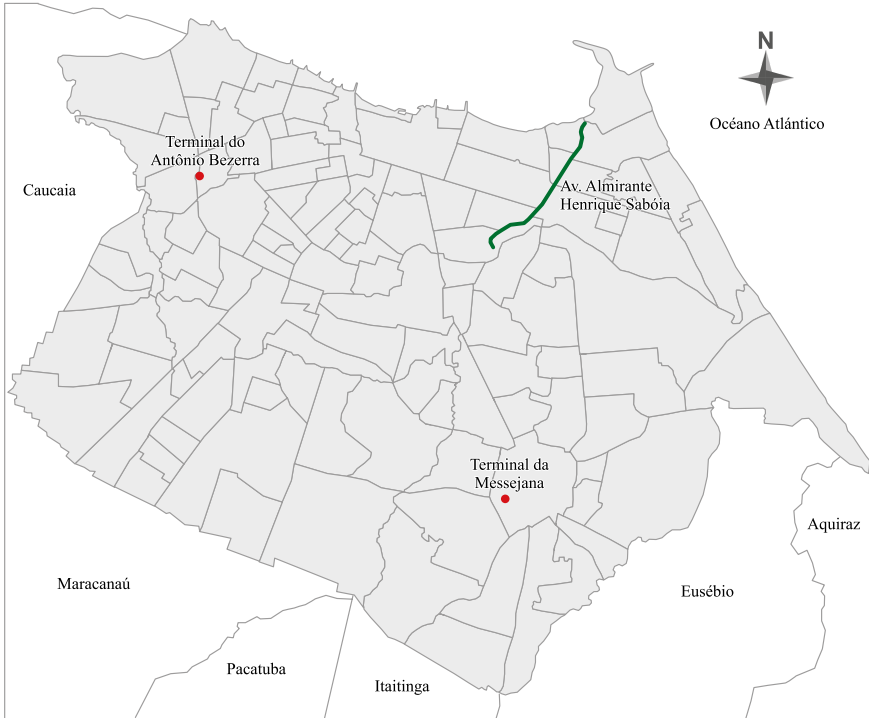 N
Océano Atlántico
Terminal do
Antônio Bezerra
Caucaia
Av. Almirante
Henrique Sabóia
Terminal da
Messejana
Aquiraz
Maracanaú
Eusébio
Pacatuba
Itaitinga